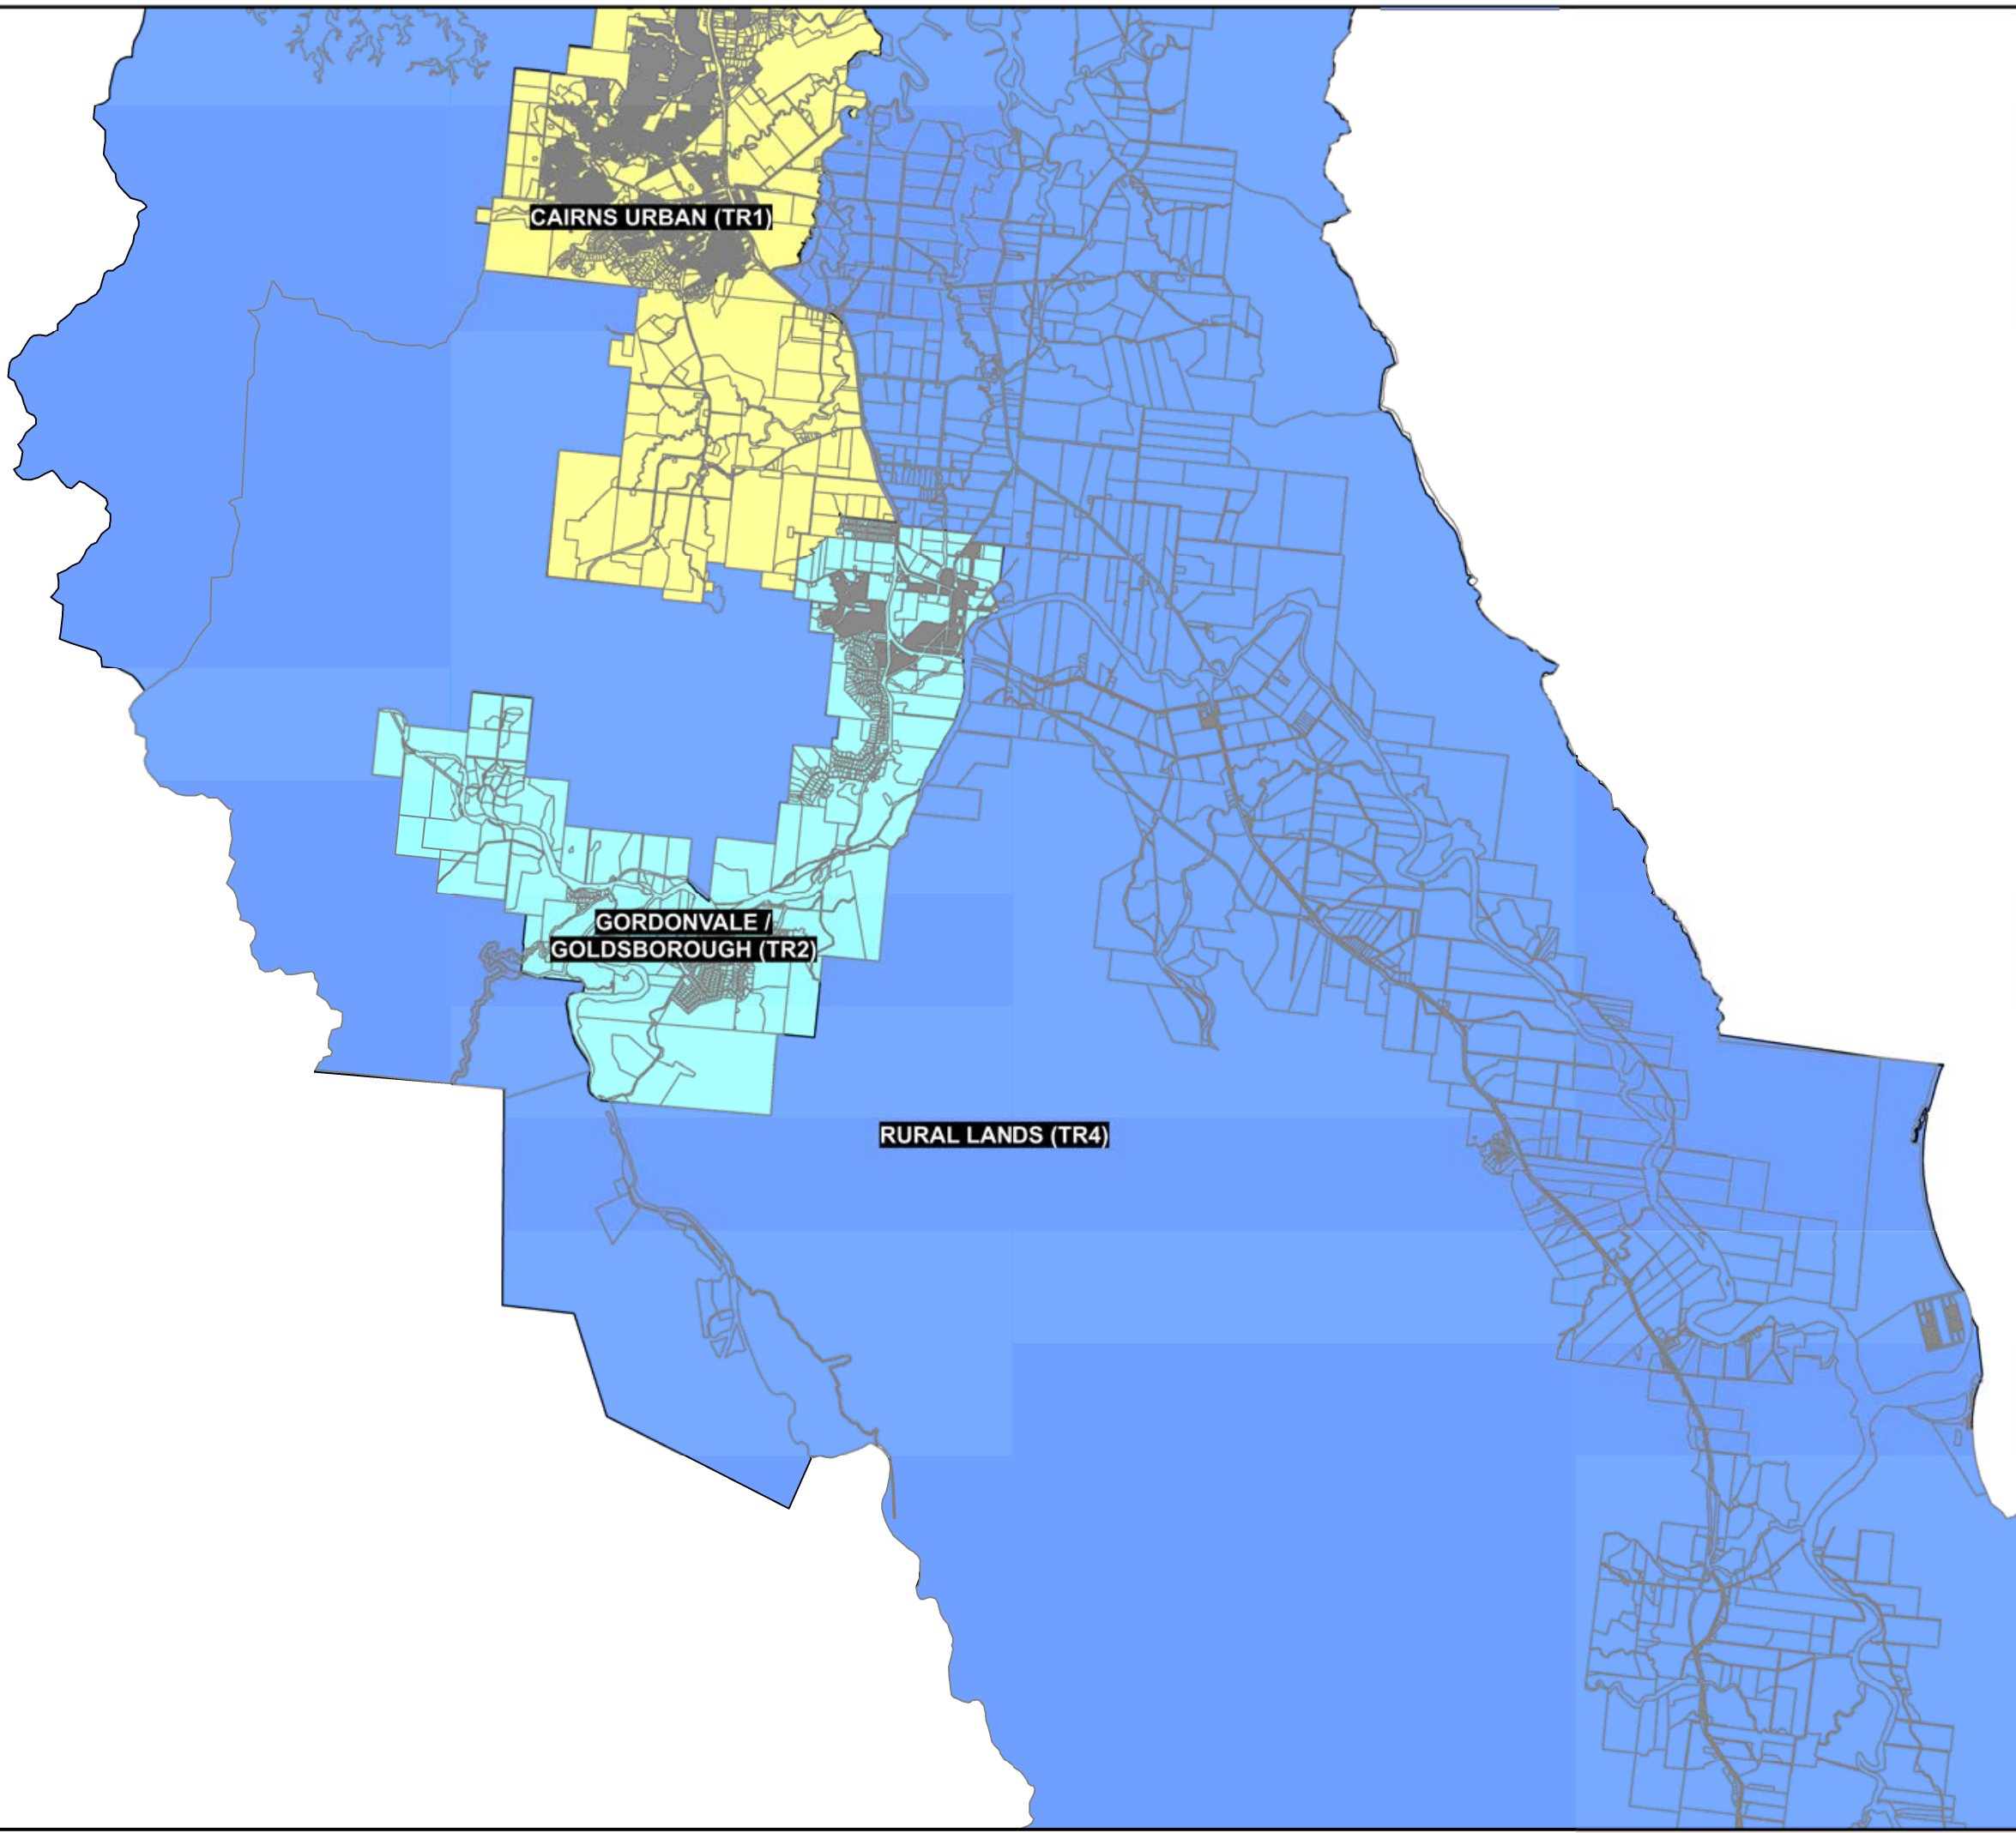 CAIRNS URBAN (TR1)
GORDONVALE /
GOLDSBOROUGH (TR2)
RURAL LANDS (TR4)